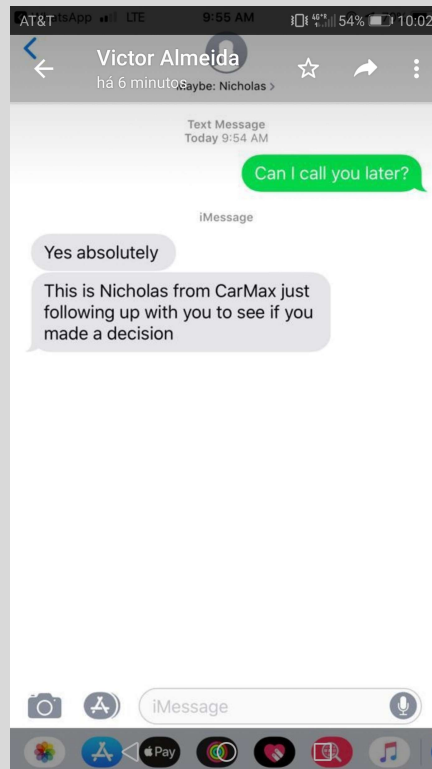 AT&T
WhatsApp LTE 9:55 AM 54% 10:02
Victor Almeida
há 6 minutos
Maybe: Nicholas >
Text Message
Today 9:54 AM
Can I call you later?
iMessage
Yes absolutely
This is Nicholas from CarMax just
following up with you to see if you
made a decision
iMessage
Pay